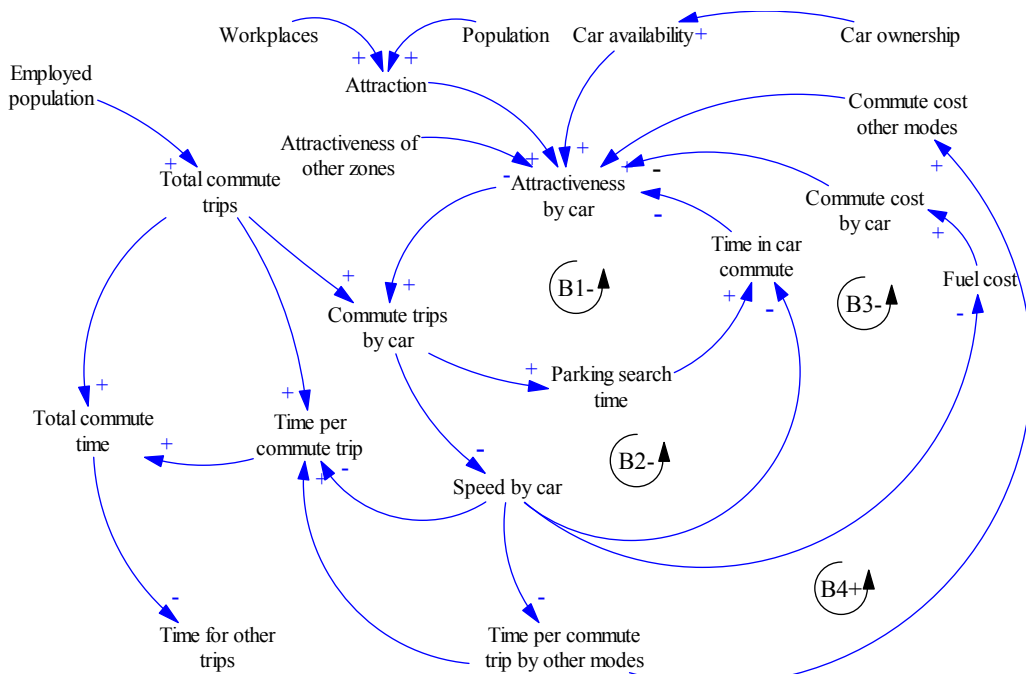 Workplaces
Population
Car availability
Car ownership
+
+
+
Attraction
Employed
population
Commute cost
other modes
Attractiveness of
other zones
+
+
+
+
-
+
-
Total commute
trips
Attractiveness
by car
-
Commute cost
by car
+
Time in car
commute
+
Fuel cost
B1-
B3-
+
+
+
-
-
Commute trips
by car
+
Parking search
time
+
+
Total commute
time
+
Time per
commute trip
-
+
-
B2-
Speed by car
B4+
-
-
Time for other
trips
Time per commute
trip by other modes